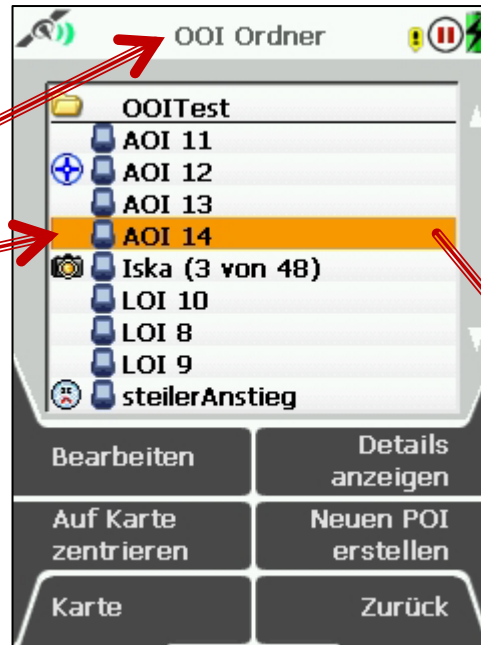 OOI Ordner
OOITest
AOI 11
AOI 12
AOI 13
AOI 14
Iska (3 von 48)
LOI 10
LOI 8
LOI 9
steilerAnstieg
Bearbeiten
Details
anzeigen
Auf Karte
zentrieren
Neuen POI
erstellen
Karte
Zurück